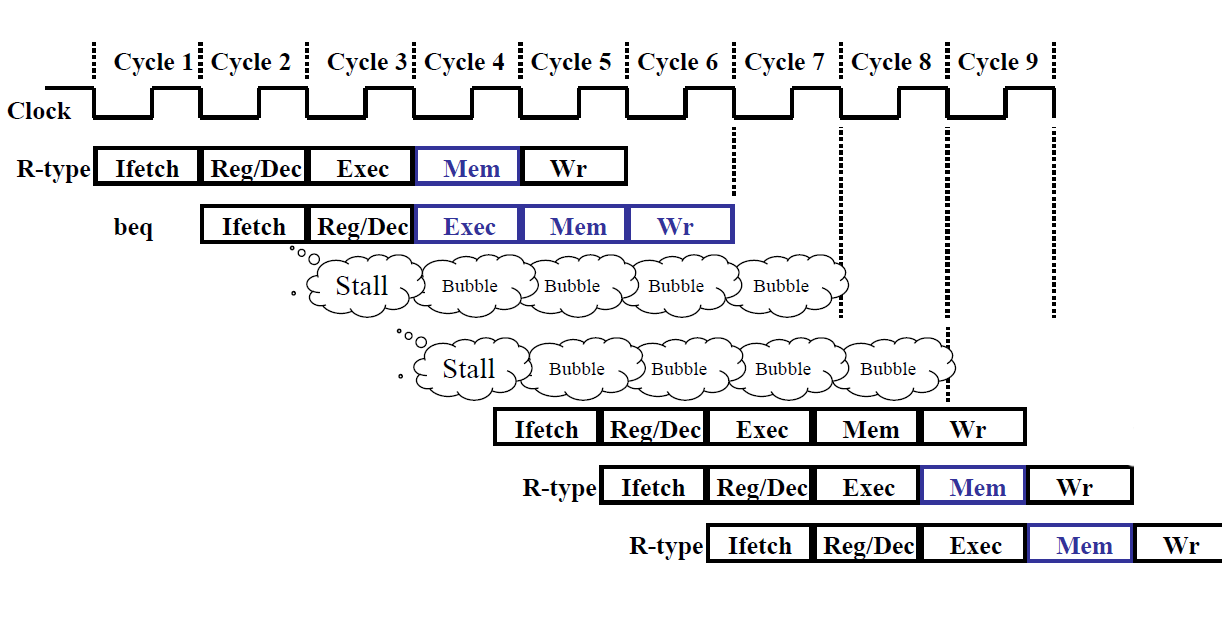 Cycle 1 Cycle 2 Cycle 3 Cycle 4 Cycle 5 Cycle 6 Cycle 7 Cycle 8 Cycle 9
Clock
R-type Ifetch Reg/Dec Exec Mem Wr
beq Ifetch Reg/Dec Exec Mem Wr
Stall Bubble Bubble Bubble Bubble
Stall Bubble Bubble Bubble Bubble
Ifetch Reg/Dec Exec Mem Wr
R-type Ifetch Reg/Dec Exec Mem Wr
R-type Ifetch Reg/Dec Exec Mem Wr